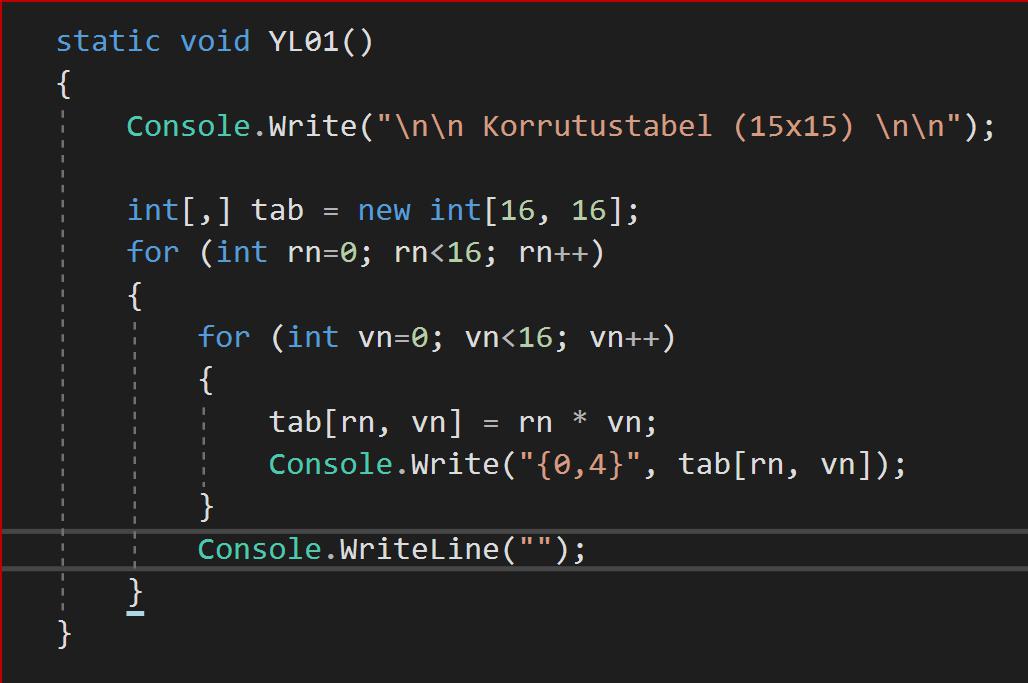 static void YL01()
{
Console.Write("\n\n Korrutustabel (15x15) \n\n");
int[,] tab = new int[16, 16];
for (int rn=0; rn<16; rn++)
{
for (int vn=0; vn<16; vn++)
{
tab[rn, vn] = rn * vn;
Console.Write("{0,4}", tab[rn, vn]);
}
Console.WriteLine("");
}
}